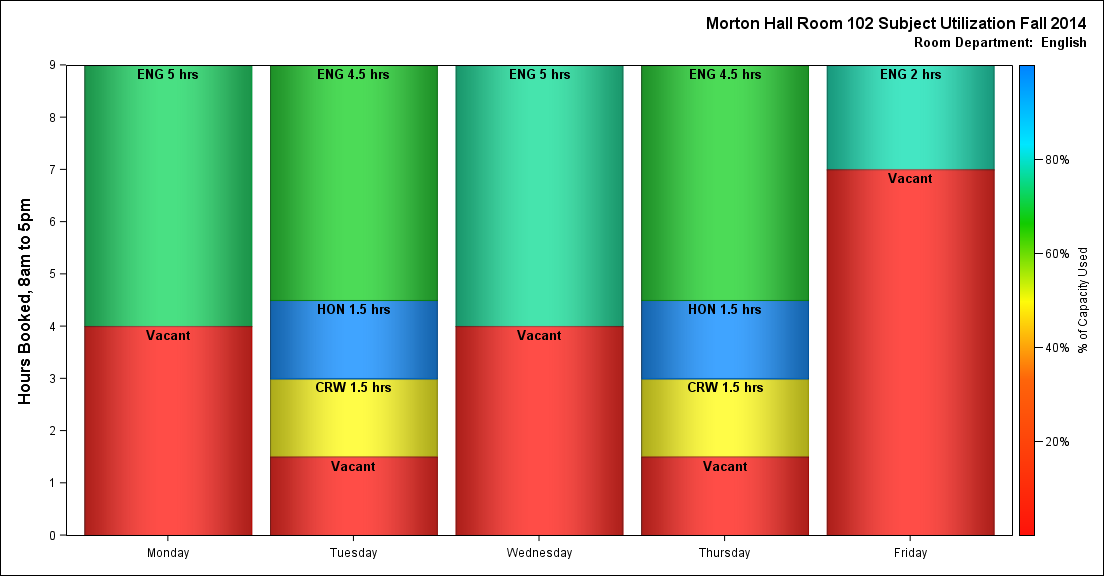 Morton Hall Room 102 Subject Utilization Fall 2014
Room Department:  English
Hours Booked, 8am to 5pm
9
8
7
6
5
4
3
2
1
0
ENG 5 hrs
Vacant
ENG 4.5 hrs
HON 1.5 hrs
CRW 1.5 hrs
Vacant
ENG 5 hrs
Vacant
ENG 4.5 hrs
HON 1.5 hrs
CRW 1.5 hrs
Vacant
ENG 2 hrs
Vacant
Monday
Tuesday
Wednesday
Thursday
Friday
80%
60%
40%
20%
% of Capacity Used